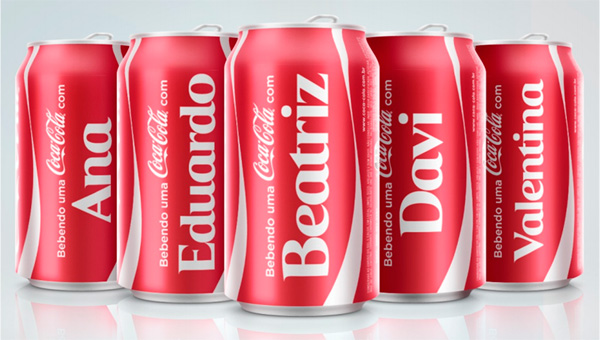 Bebendo uma Coca-Cola com
Ana
Bebendo uma Coca-Cola com
Eduardo
Bebendo uma Coca-Cola com
Beatriz
Bebendo uma Coca-Cola com
Davi
Bebendo uma Coca-Cola com
Valentina